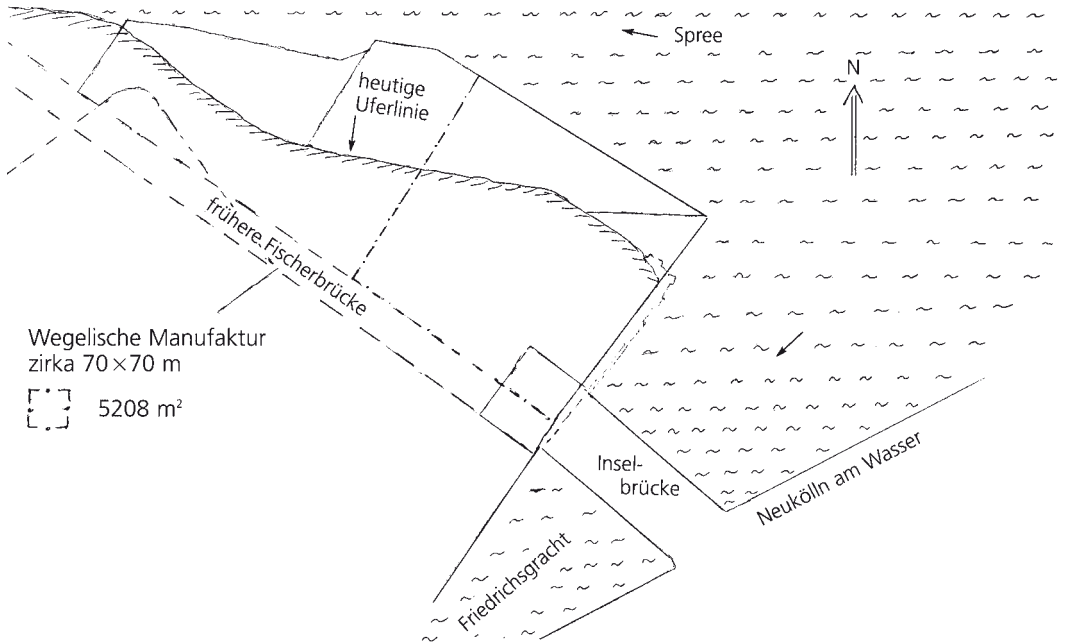 Spree
N
heutige
Uferlinie
frühere Fischerbrücke
Wegelische Manufaktur
zirka 70×70 m
5208 m²
Insel-
brücke
Neukölln am Wasser
Friedrichsgracht